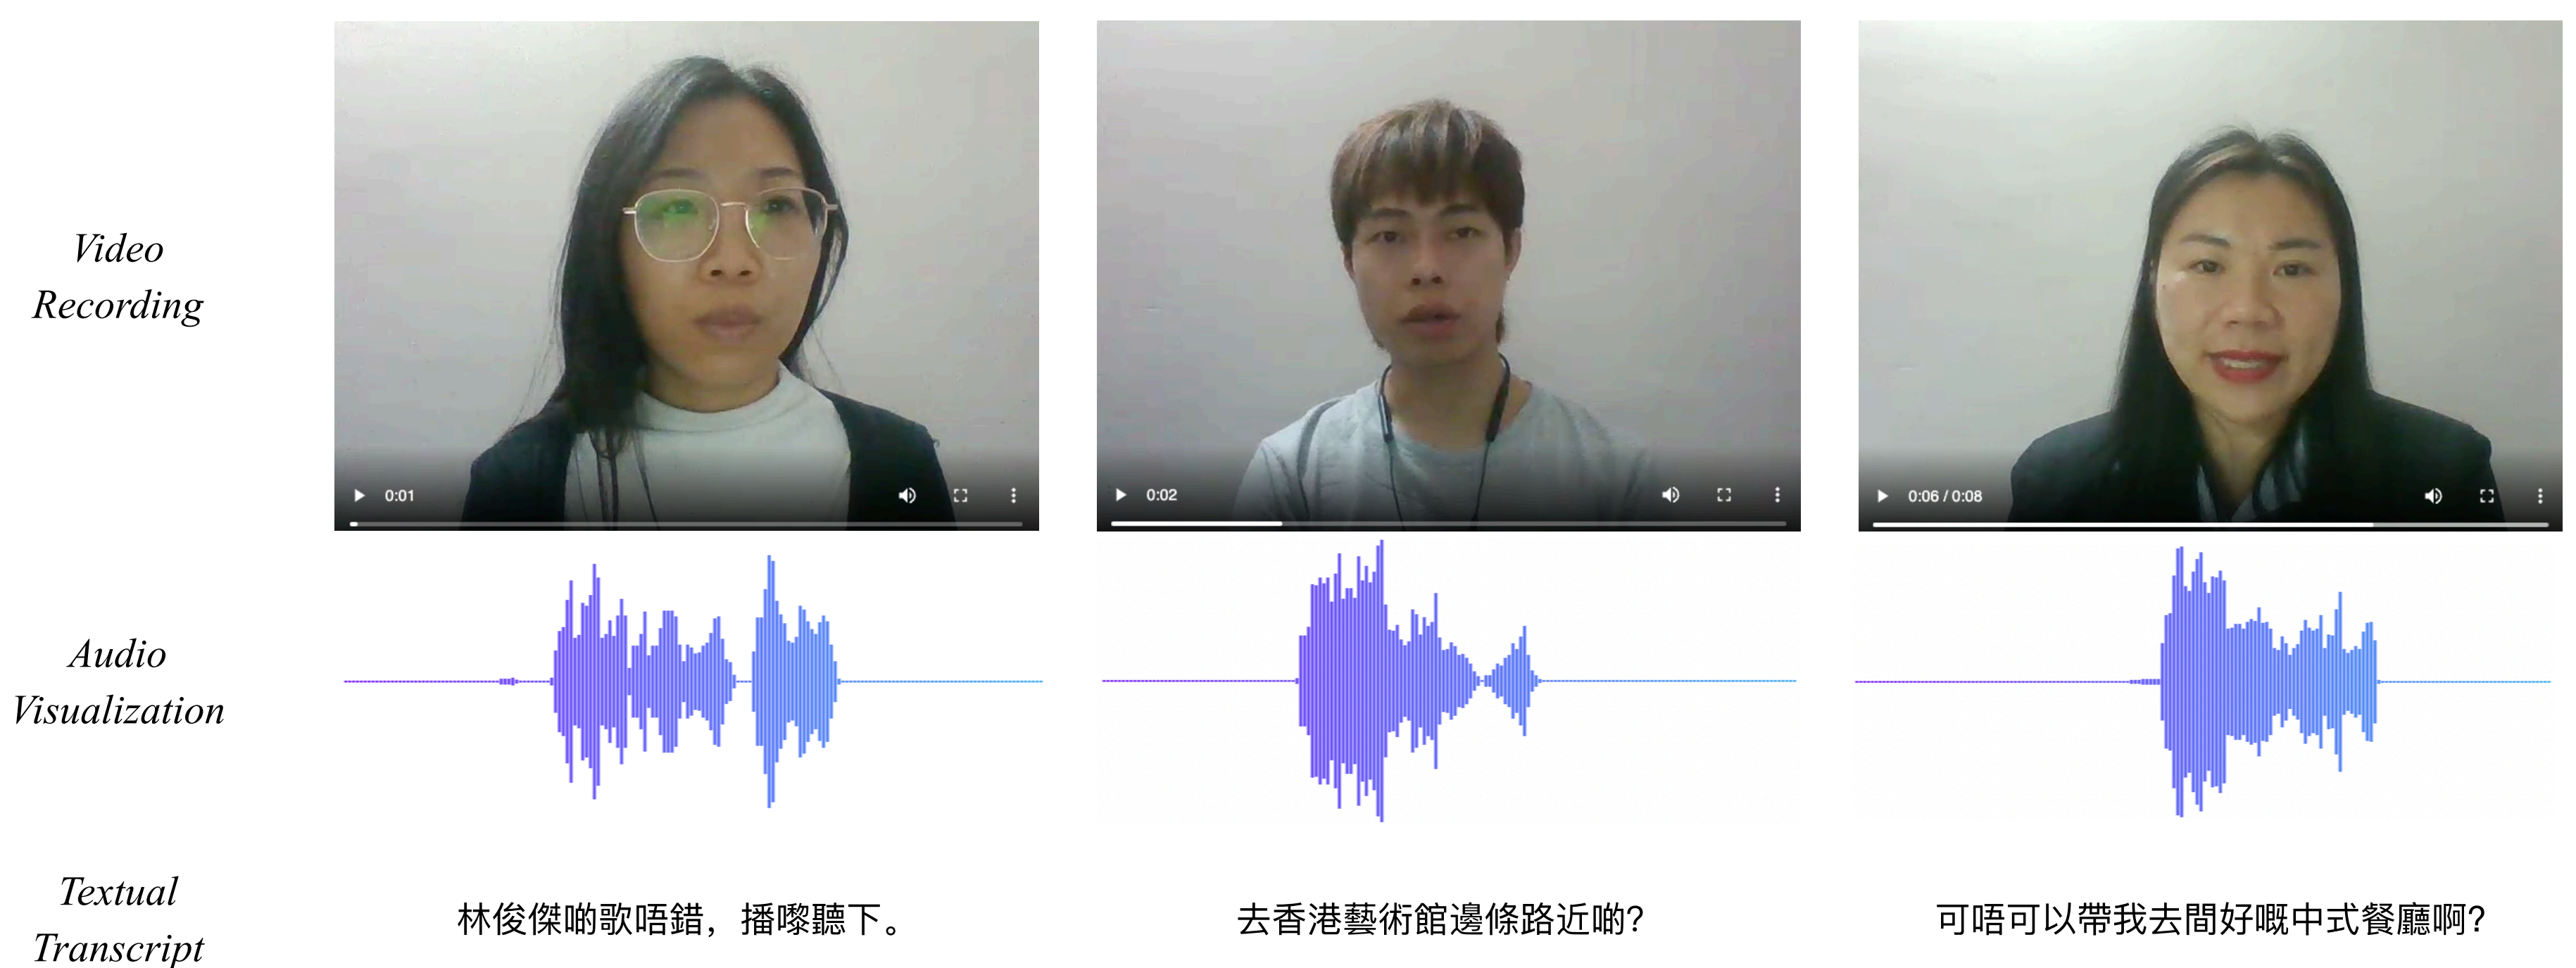 Video
Recording
0:01
0:02
0:06 / 0:08
Audio
Visualization
Textual
Transcript
林俊傑啲歌唔錯，播嚟聽下。
去香港藝術館邊條路近啲?
可唔可以帶我去間好嘅中式餐廳啊?